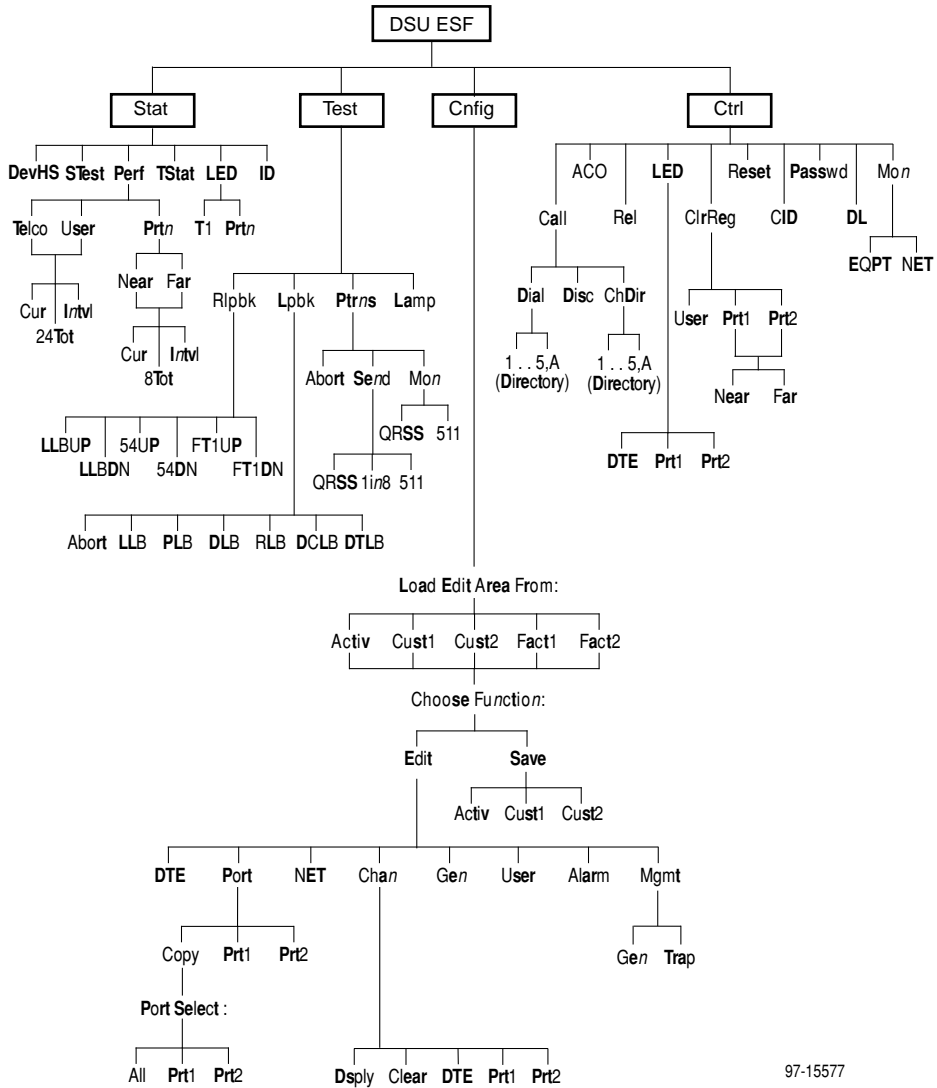 DSU ESF
Stat Test Cnfig Ctrl
DevHS STest Perf TStat LED ID
ACO LED Reset Passwd Mon
Call Rel ClrReg CID DL
Telco User Prtn T1 Prtn
EQPT NET
Near Far
Rlpbk Lpbk Ptrns Lamp
Dial Disc ChDir
Cur Intvl
24Tot
User Prt1 Prt2
Cur Intvl
8Tot
Abort Send Mon
1 . . 5,A 1 . . 5,A
(Directory) (Directory)
Near Far
QRSS 511
LLBUP 54UP FT1UP
LLBDN 54DN FT1DN
DTE Prt1 Prt2
QRSS 1in8 511
Abort LLB PLB DLB RLB DCLB DTLB
Load Edit Area From:
Activ Cust1 Cust2 Fact1 Fact2
Choose Function:
Edit Save
Activ Cust1 Cust2
DTE Port NET Chan Gen User Alarm Mgmt
Copy Prt1 Prt2
Gen Trap
Port Select :
All Prt1 Prt2
Dsply Clear DTE Prt1 Prt2
97-15577